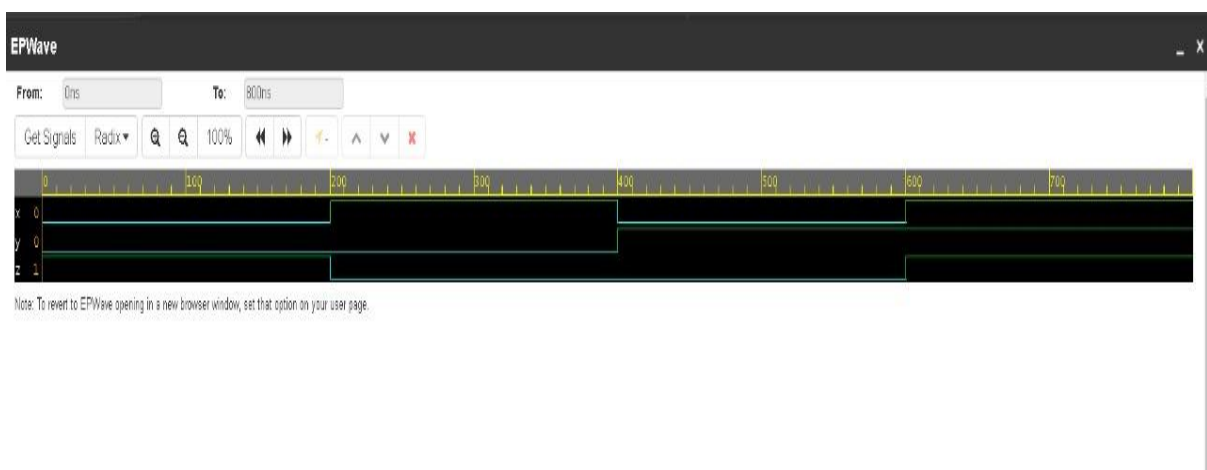 EPWave
_ x
From: 0ns To: 800ns
Get Signals Radix▾ 100%
0 100 200 300 400 500 600 700
x 0
y 0
z 1
Note: To revert to EPWave opening in a new browser window, set that option on your user page.